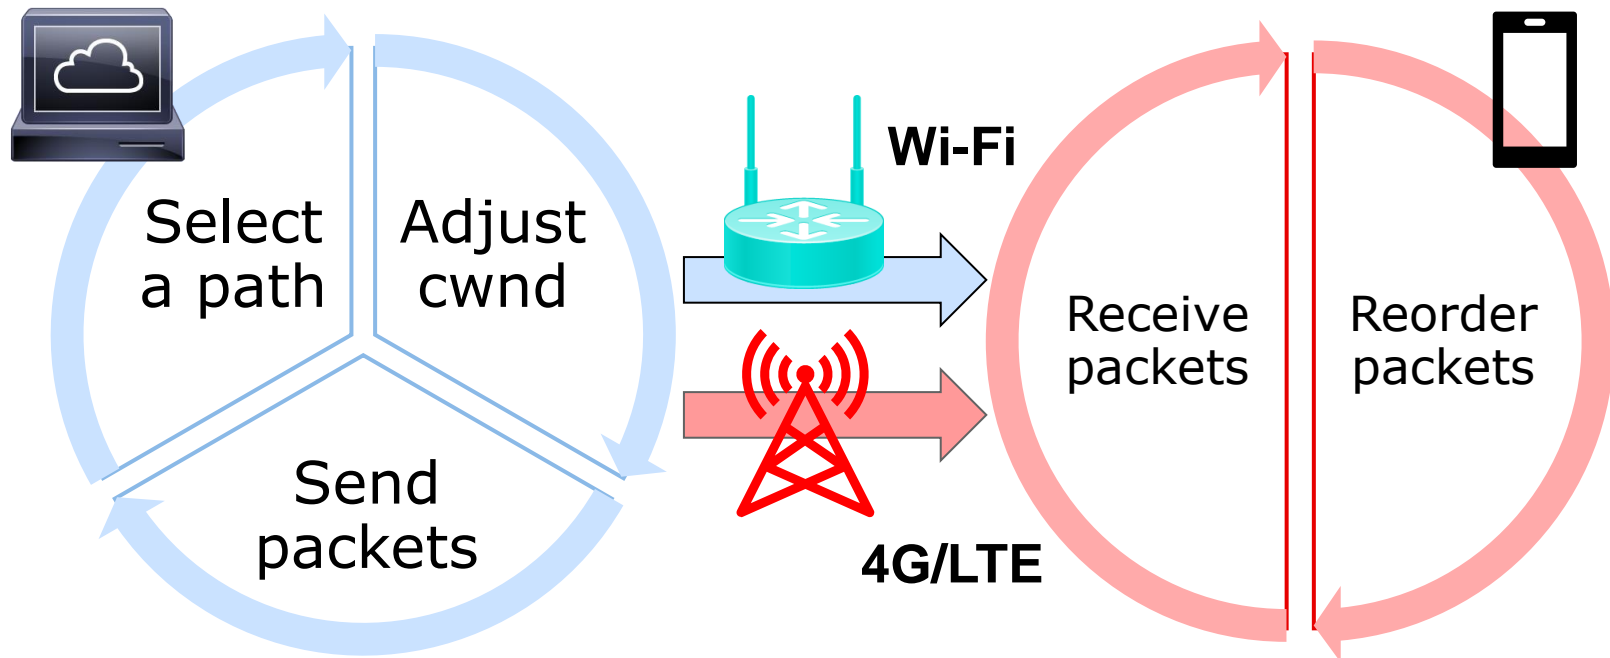 Select
a path
Adjust
cwnd
Send
packets
Wi-Fi
4G/LTE
Receive
packets
Reorder
packets